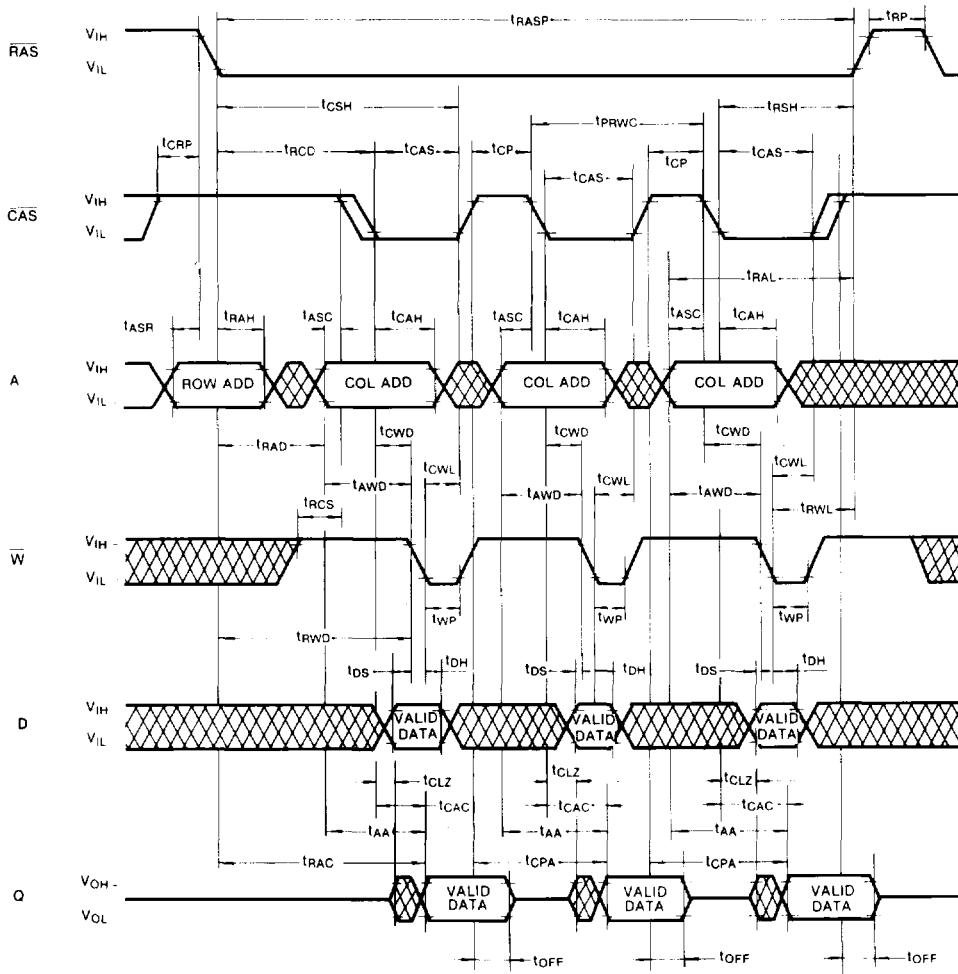 tRASP
tRP
RAS
VIH
VIL
tCSH
tRSH
tPRWC
tCRP
tRCD
tCAS
tCP
tCP
tCAS
tCAS
CAS
VIH
VIL
tRAL
tASR
tRAH
tASC
tCAH
tASC
tCAH
tASC
tCAH
A
VIH
VIL
ROW ADD
COL ADD
COL ADD
COL ADD
tRAD
tCWD
tCWD
tCWD
tCWL
tCWL
tCWL
tAWD
tAWD
tAWD
tRCS
tRWL
W
VIH
VIL
tWP
tWP
tWP
tRWD
tDS
tDH
tDS
tDH
tDS
tDH
D
VIH
VIL
VALID DATA
VALID DATA
VALID DATA
tCLZ
tCLZ
tCLZ
tCAC
tCAC
tCAC
tAA
tAA
tAA
tRAC
tCPA
tCPA
Q
VOH
VOL
VALID DATA
VALID DATA
VALID DATA
tOFF
tOFF
tOFF